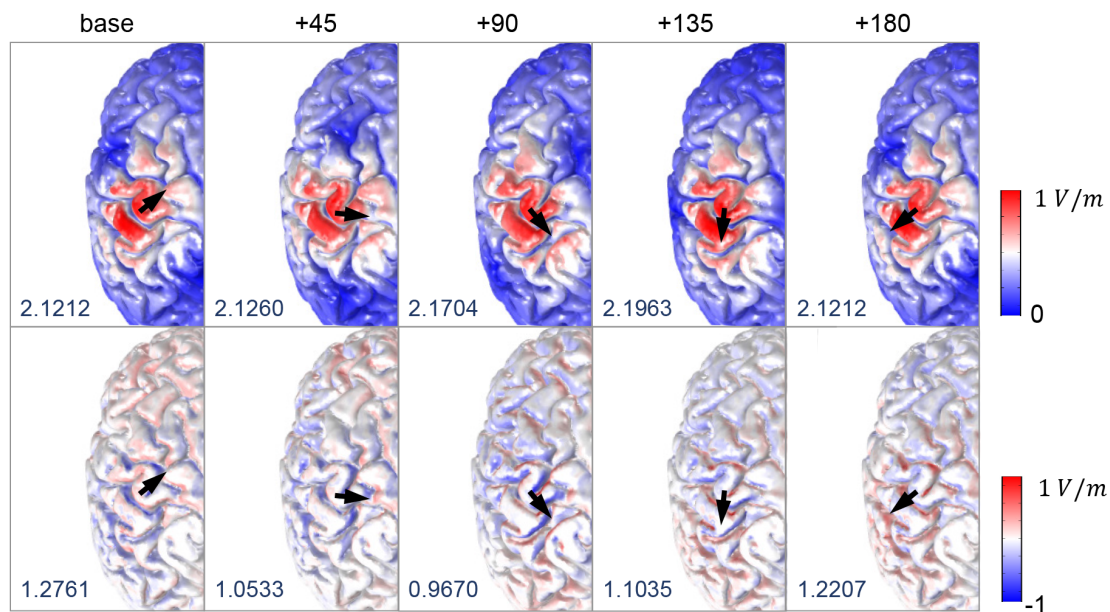 base +45 +90 +135 +180
1 V/m
0
2.1212 2.1260 2.1704 2.1963 2.1212
1 V/m
-1
1.2761 1.0533 0.9670 1.1035 1.2207